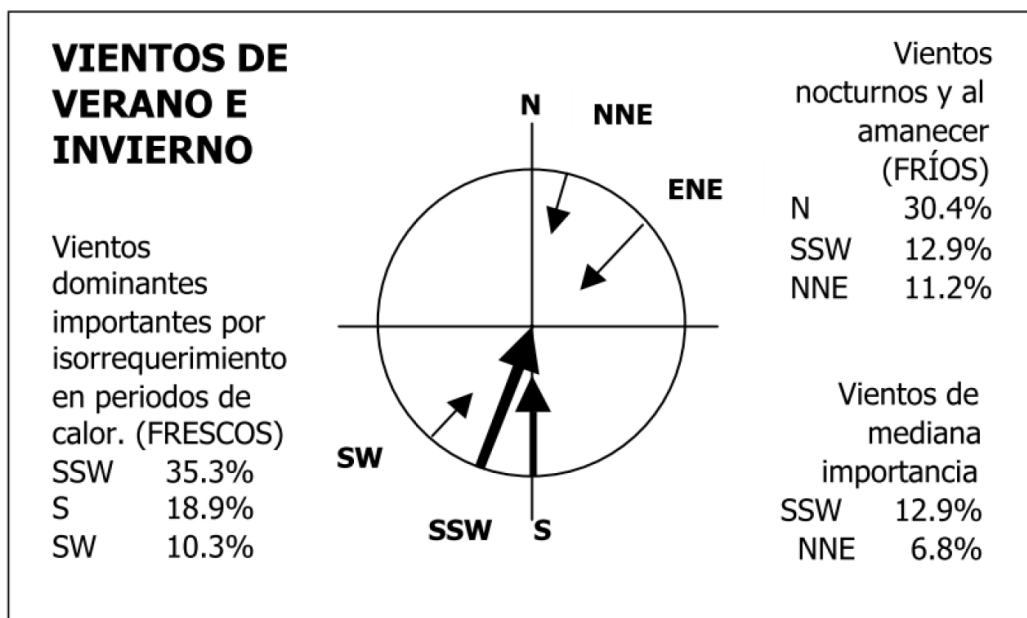 VIENTOS DE
VERANO E
INVIERNO
Vientos
dominantes
importantes por
isorrequerimiento
en periodos de
calor. (FRESCOS)
SSW 35.3%
S 18.9%
SW 10.3%
N
NNE
ENE
SW
SSW
S
Vientos
nocturnos y al
amanecer
(FRÍOS)
N 30.4%
SSW 12.9%
NNE 11.2%
Vientos de
mediana
importancia
SSW 12.9%
NNE 6.8%